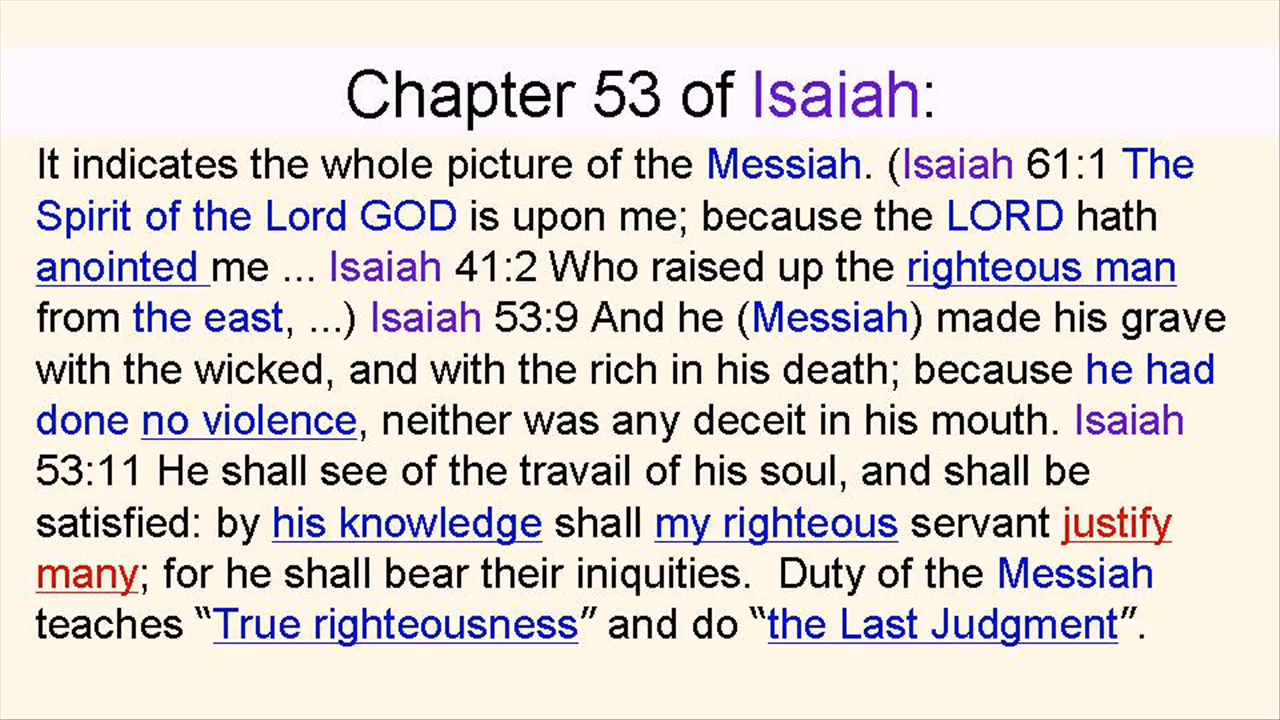 Chapter 53 of Isaiah:
It indicates the whole picture of the Messiah. (Isaiah 61:1 The
Spirit of the Lord GOD is upon me; because the LORD hath
anointed me ... Isaiah 41:2 Who raised up the righteous man
from the east, ...) Isaiah 53:9 And he (Messiah) made his grave
with the wicked, and with the rich in his death; because he had
done no violence, neither was any deceit in his mouth. Isaiah
53:11 He shall see of the travail of his soul, and shall be
satisfied: by his knowledge shall my righteous servant justify
many; for he shall bear their iniquities.  Duty of the Messiah
teaches “True righteousness” and do “the Last Judgment”.